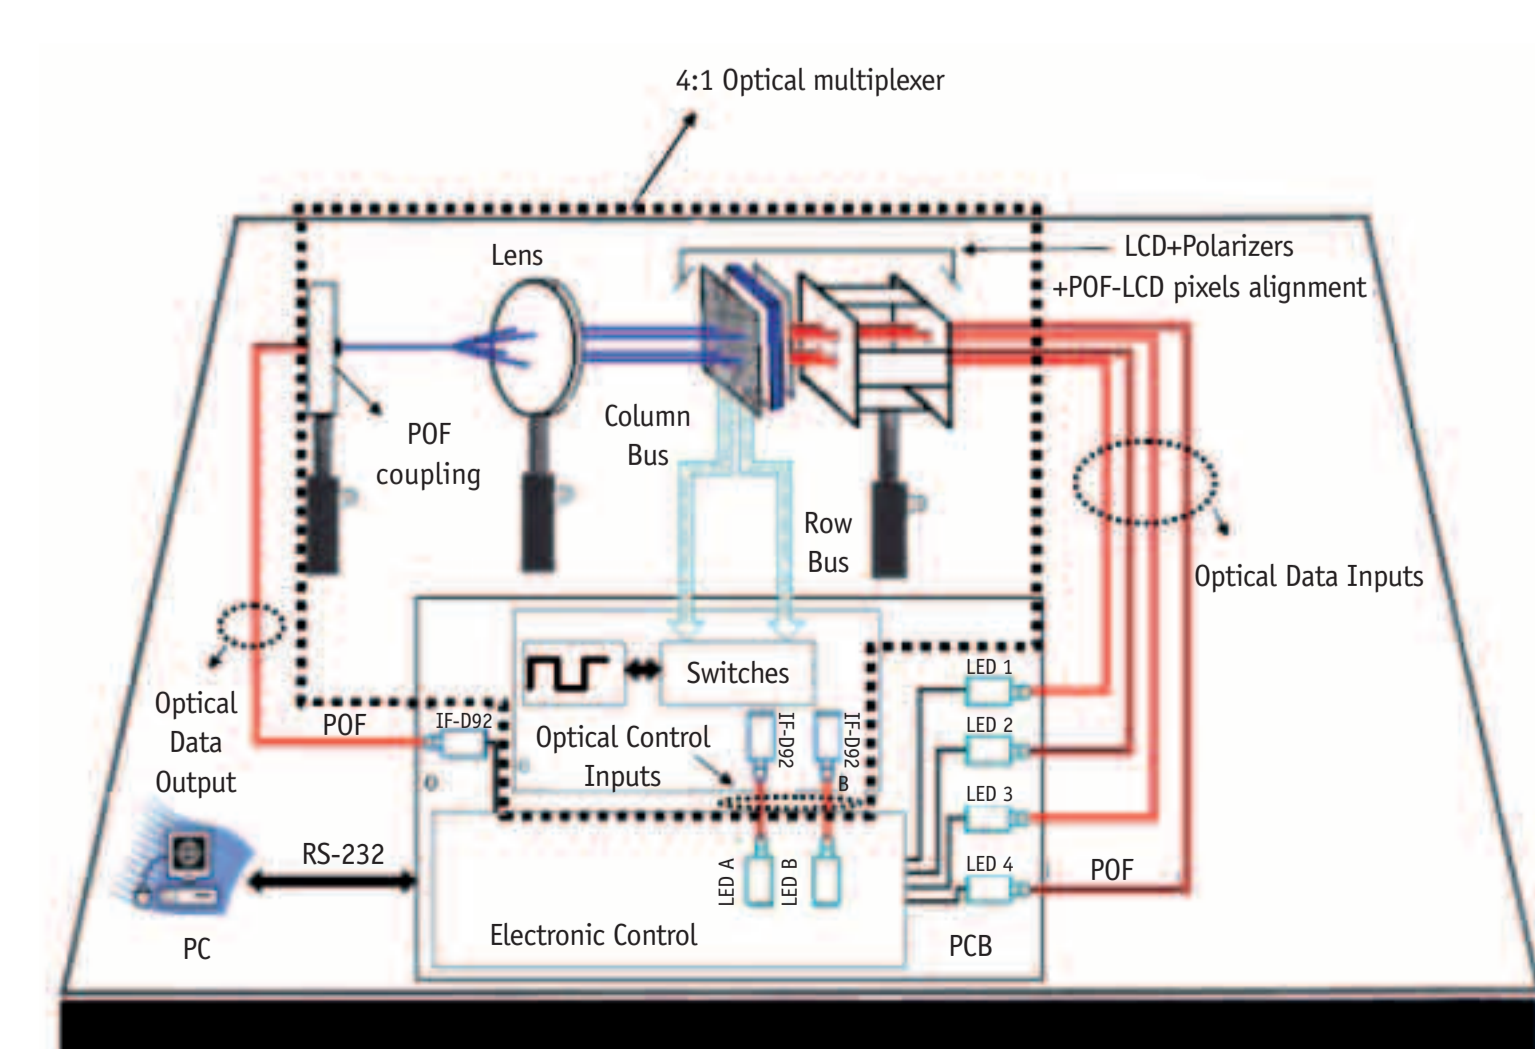 4:1 Optical multiplexer
Lens
LCD+Polarizers
+POF-LCD pixels alignment
POF
coupling
Column
Bus
Row
Bus
Optical Data Inputs
Optical
Data
Output
POF
IF-D92
Switches
Optical Control
Inputs
IF-D92
IF-D92
B
LED 1
LED 2
LED 3
LED 4
POF
RS-232
PC
LED A
LED B
Electronic Control
PCB